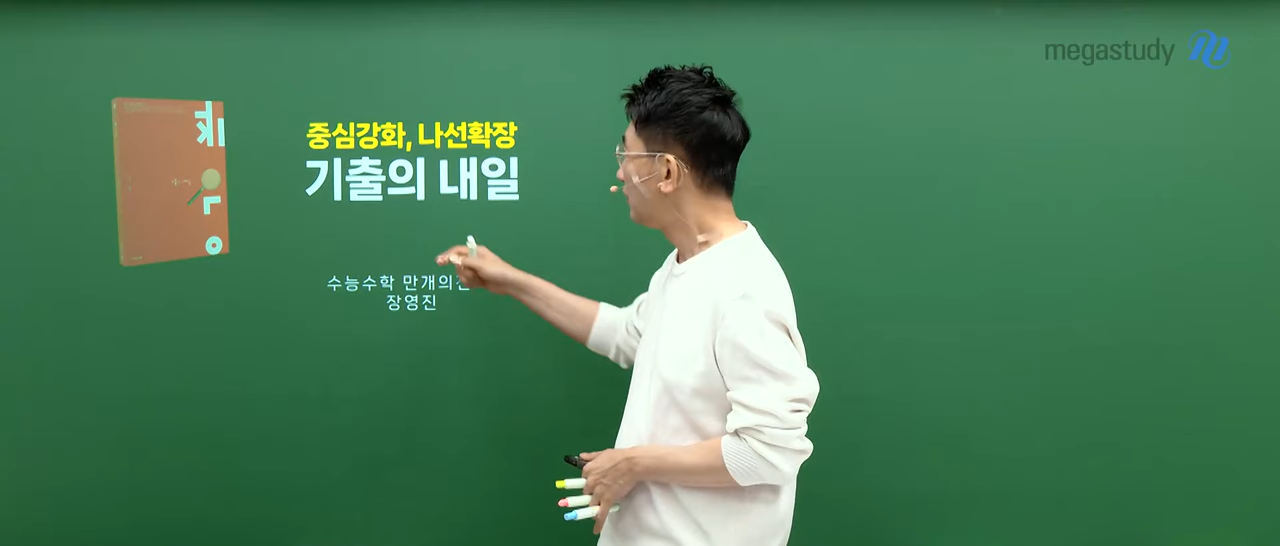 megastudy
중심강화, 나선확장
기출의 내일
수능수학 만개의
장영진